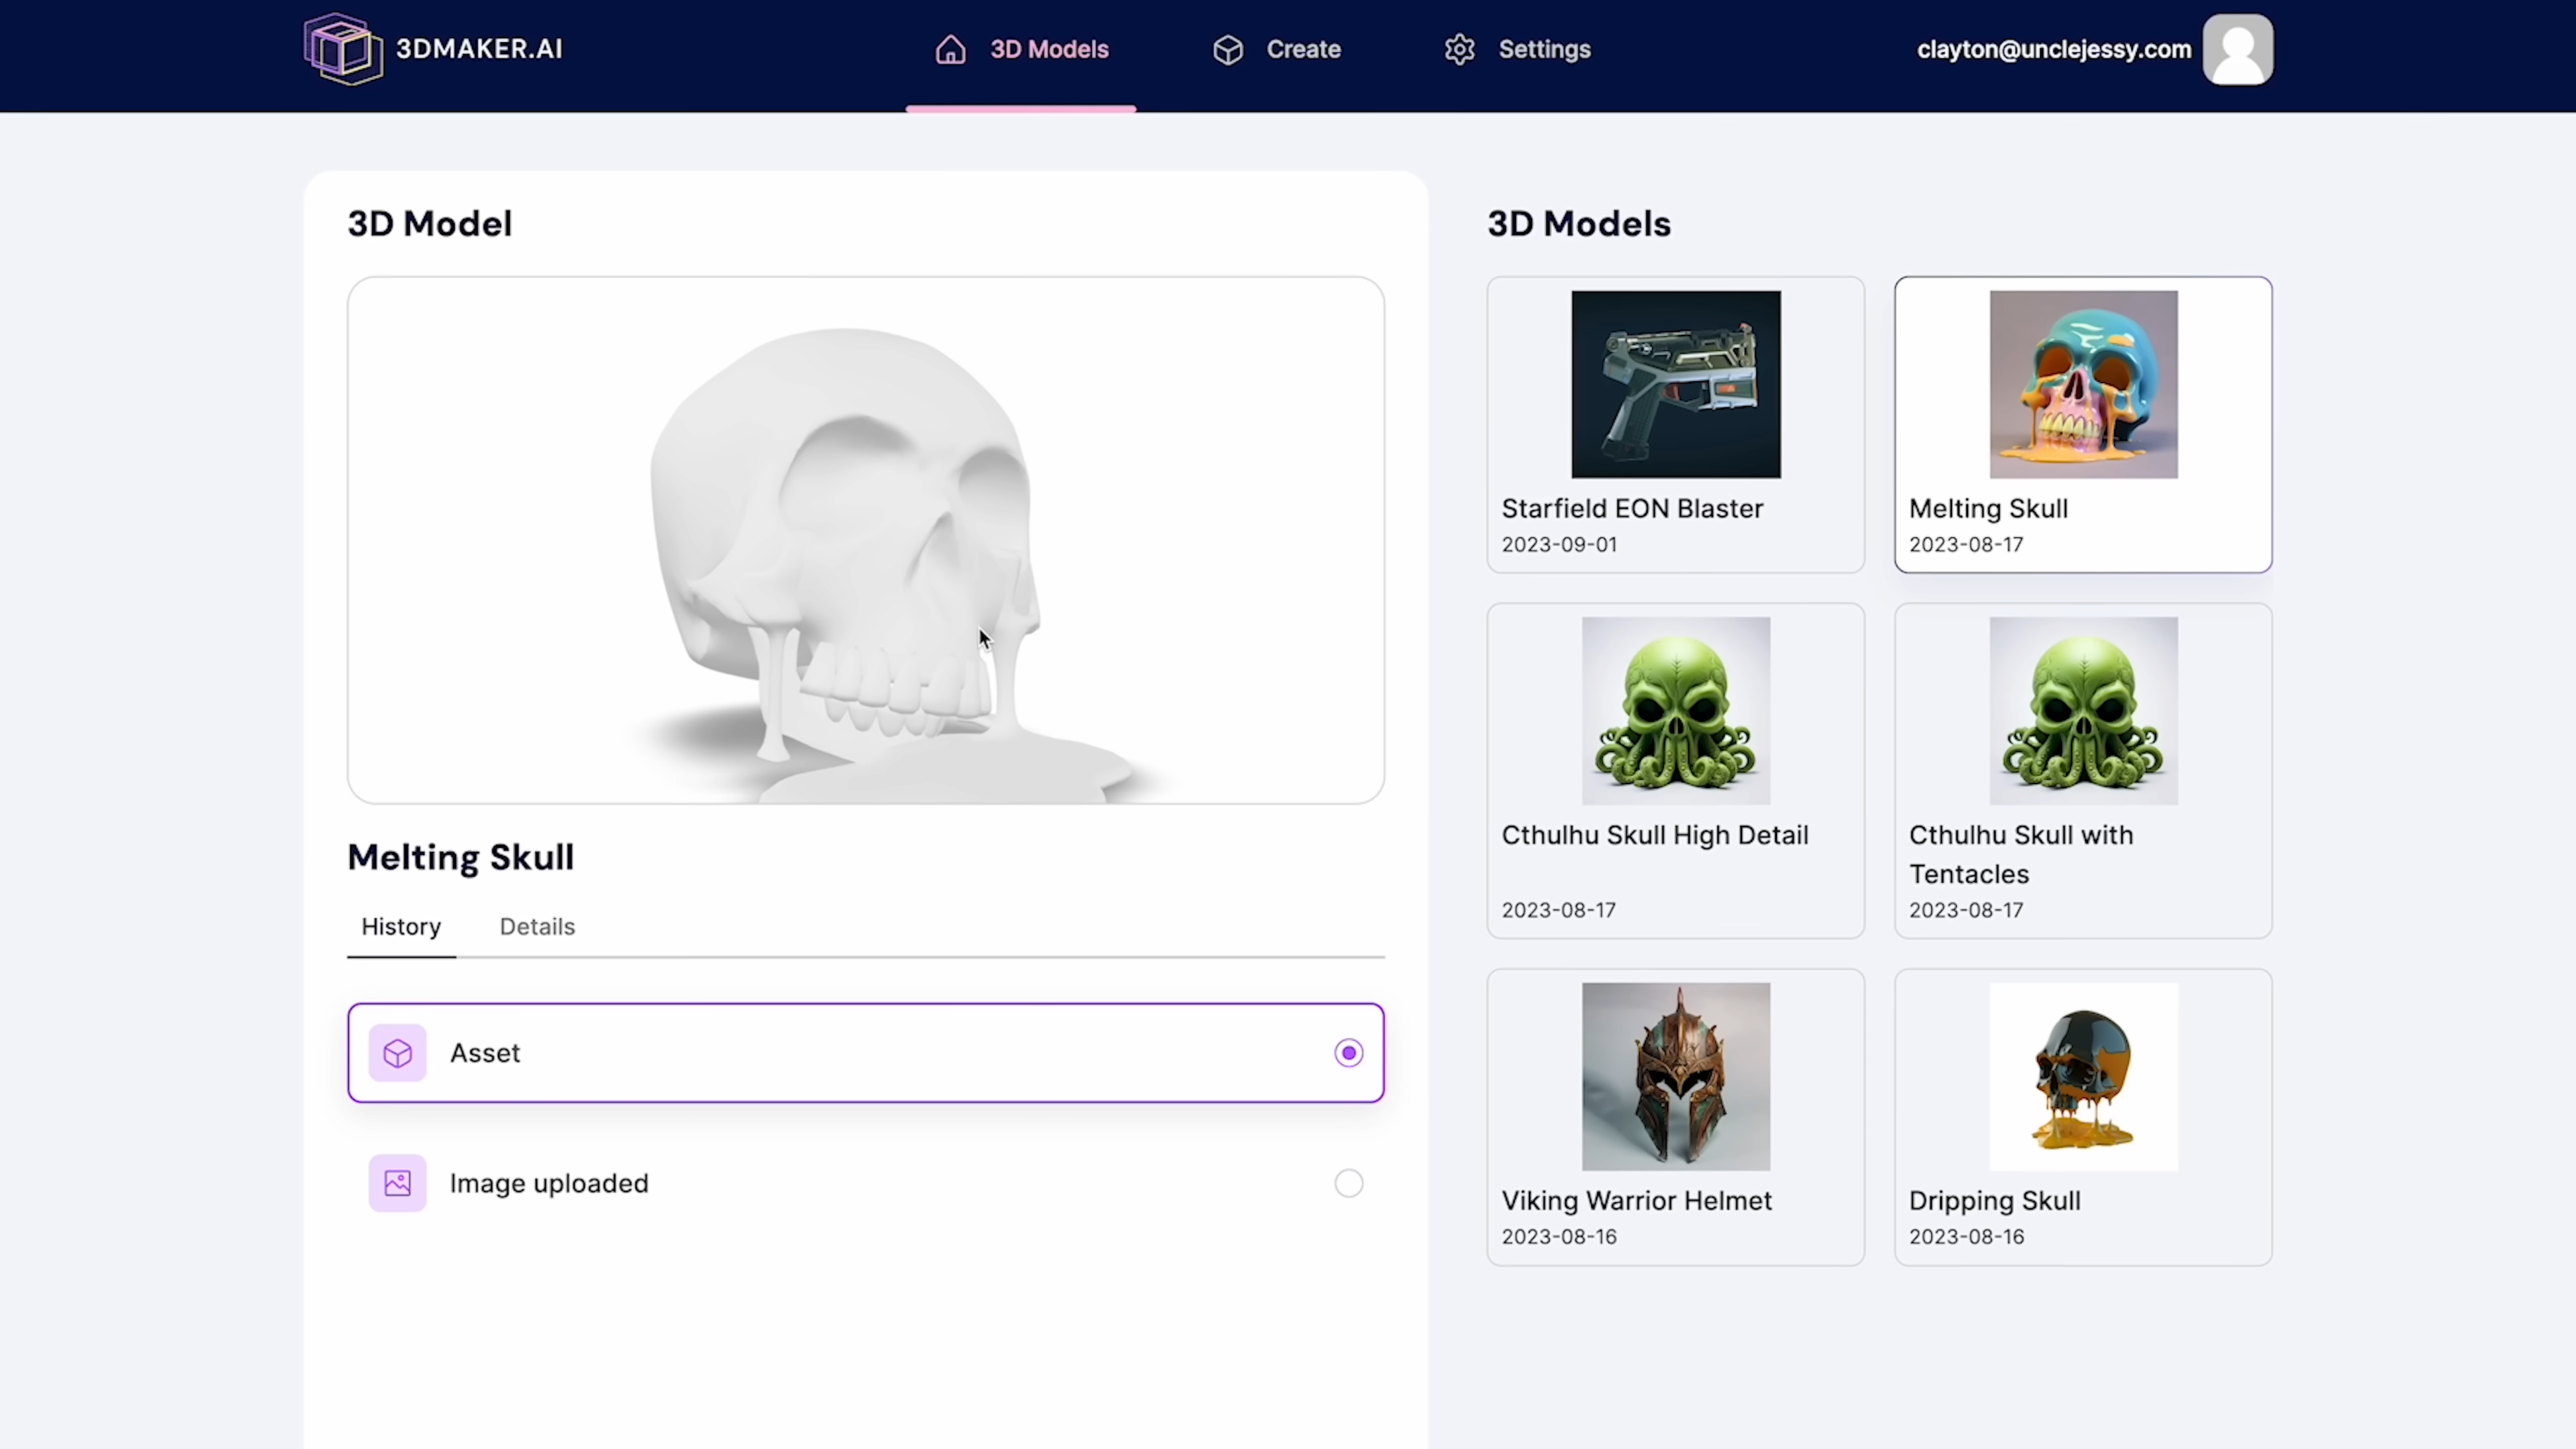 3DMAKER.AI
3D Models
Create
Settings
clayton@unclejessy.com
3D Model
Melting Skull
History
Details
Asset
Image uploaded
3D Models
Starfield EON Blaster
2023-09-01
Melting Skull
2023-08-17
Cthulhu Skull High Detail
2023-08-17
Cthulhu Skull with
Tentacles
2023-08-17
Viking Warrior Helmet
2023-08-16
Dripping Skull
2023-08-16